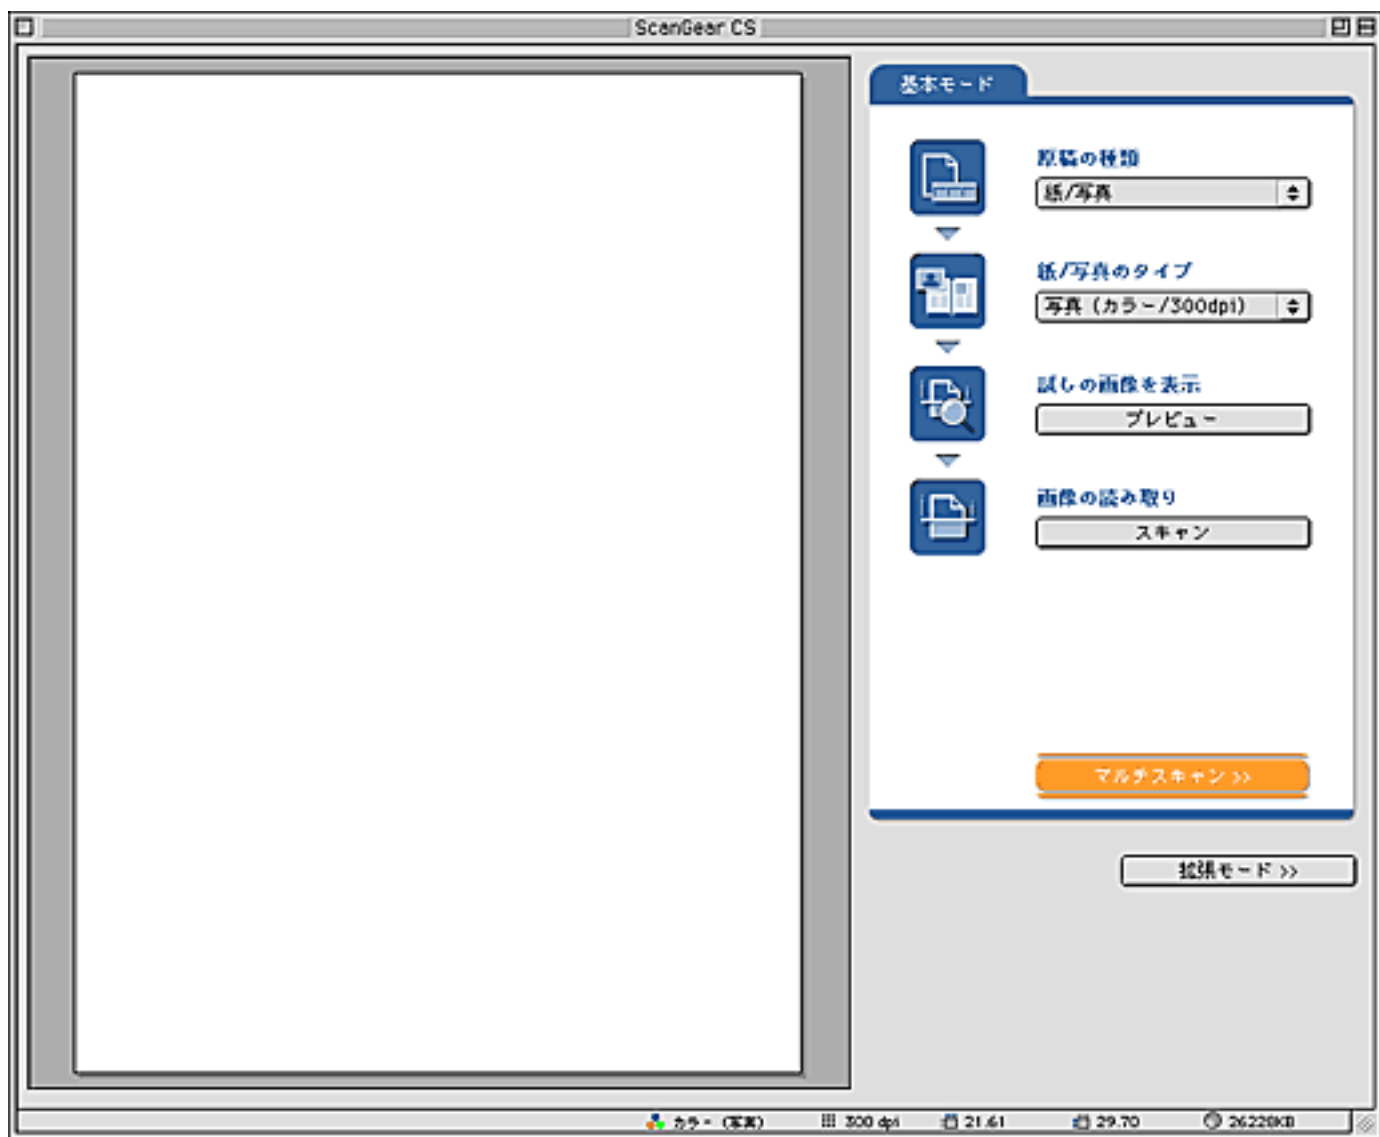 ScanGear CS
基本モード
原稿の種類
紙/写真
紙/写真のタイプ
写真 (カラー/300dpi)
試しの画像を表示
プレビュー
画像の読み取り
スキャン
マルチスキャン >>
拡張モード >>
カラー (写真) 300 dpi 21.61 29.70 26228KB